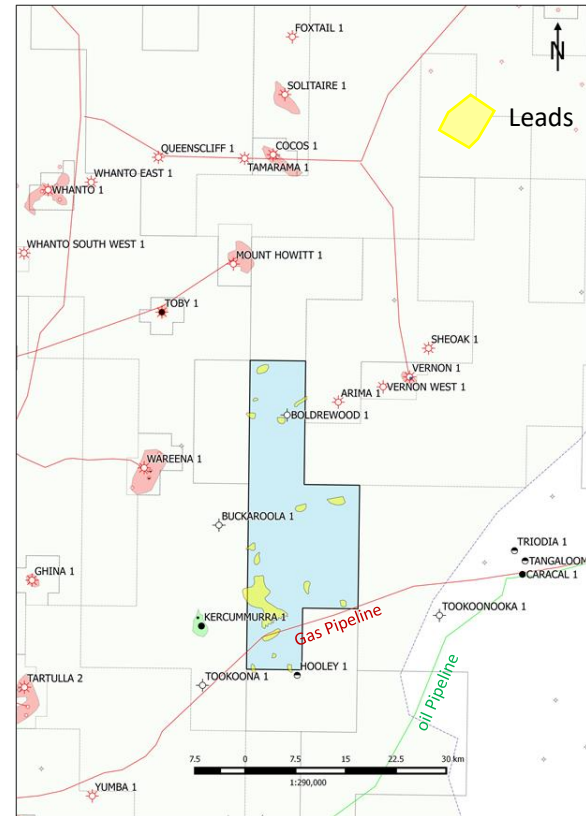 FOXTAIL 1
N
SOLITAIRE 1
Leads
QUEENSCLIFF 1
COCOS 1
TAMARAMA 1
WHANTO EAST 1
WHANTO 1
WHANTO SOUTH WEST 1
MOUNT HOWITT 1
TOBY 1
SHEOAK 1
VERNON 1
VERNON WEST 1
ARIMA 1
BOLDREWOOD 1
WAREENA 1
BUCKAROOLA 1
TRIODIA 1
TANGALOOM
CARACAL 1
GHINA 1
KERCUMMURRA 1
Gas Pipeline
TOOKOONOOKA 1
HOOLEY 1
TOOKOONA 1
TARTULLA 2
oil Pipeline
7.5 0 7.5 15 22.5 30 km
1:290,000
YUMBA 1